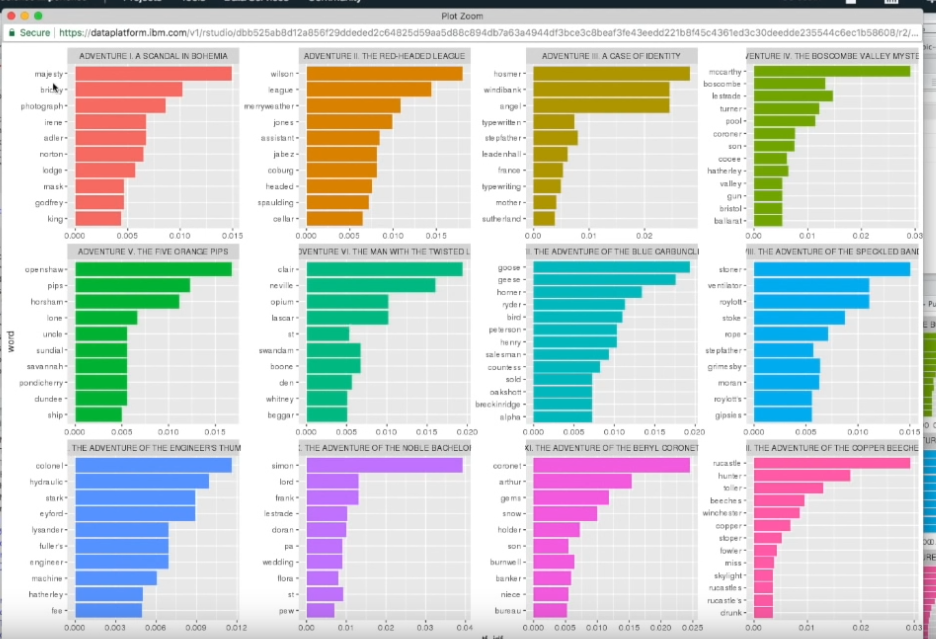 Plot Zoom
Secure | https://dataplatform.ibm.com/v1/rstudio/
ADVENTURE I. A SCANDAL IN BOHEMIA
majesty
photograph
irene
adler
norton
lodge
mask
godfrey
king
0.000 0.005 0.010 0.015
ADVENTURE II. THE RED-HEADED LEAGUE
wilson
league
merryweather
jones
assistant
jabez
coburg
headed
spaulding
cellar
0.000 0.005 0.010 0.015
ADVENTURE III. A CASE OF IDENTITY
hosmer
windibank
angel
typewritten
stepfather
leadenhall
france
typewriting
mother
sutherland
0.00 0.01 0.02
VENTURE IV. THE BOSCOMBE VALLEY MYSTE
mccarthy
boscombe
lestrade
turner
pool
coroner
son
cooee
hatherley
valley
gun
bristol
ballarat
0.00 0.01 0.02 0.03
ADVENTURE V. THE FIVE ORANGE PIPS
openshaw
pips
horsham
lone
uncle
sundial
savannah
pondicherry
dundee
ship
0.000 0.005 0.010 0.015
VENTURE VI. THE MAN WITH THE TWISTED L
clair
neville
opium
lascar
st
swandam
boone
den
whitney
beggar
0.000 0.005 0.010 0.015 0.020
THE ADVENTURE OF THE BLUE CARBUNCL
goose
geese
horner
ryder
bird
peterson
henry
salesman
countess
sold
oakshott
breckinridge
alpha
0.000 0.005 0.010 0.015 0.020
THE ADVENTURE OF THE SPECKLED BAND
stoner
ventilator
roylott
stoke
rope
stepfather
grimesby
moran
roylott's
gipsies
0.000 0.005 0.010 0.015
THE ADVENTURE OF THE ENGINEER'S THUM
colonel
hydraulic
stark
eyford
lysander
fuller's
engineer
machine
hatherley
fee
0.000 0.003 0.006 0.009 0.012
THE ADVENTURE OF THE NOBLE BACHELO
simon
lord
frank
lestrade
doran
pa
wedding
flora
st
paw
0.00 0.01 0.02 0.03 0.04
XI. THE ADVENTURE OF THE BERYL CORONET
coronet
arthur
gems
snow
holder
son
burnwell
banker
niece
bureau
0.000 0.005 0.010 0.015 0.020 0.025
THE ADVENTURE OF THE COPPER BEECHE
rucastle
hunter
toller
beeches
winchester
copper
stoper
fowler
miss
skylight
rucastles
rucastle's
drunk
0.00 0.01 0.02 0.03
word